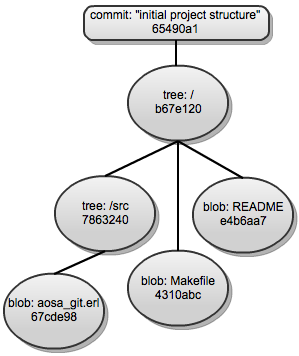 commit: "initial project structure"
65490a1
tree: /
b67e120
tree: /src
7863240
blob: README
e4b6aa7
blob: Makefile
4310abc
blob: aosa_git.erl
67cde98